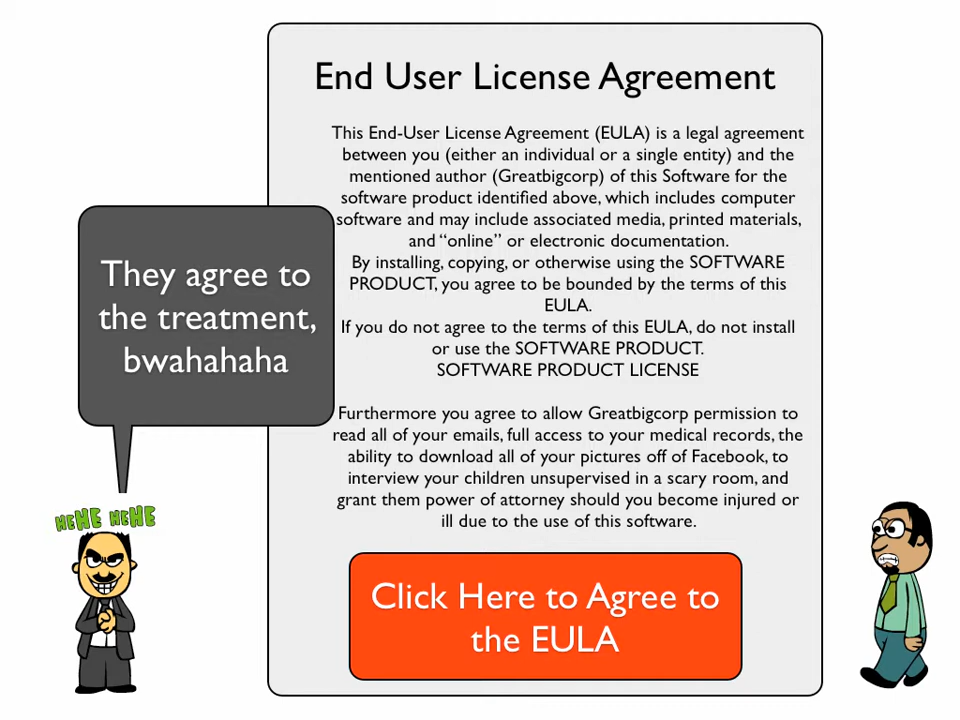 End User License Agreement
This End-User License Agreement (EULA) is a legal agreement
between you (either an individual or a single entity) and the
mentioned author (Greatbigcorp) of this Software for the
software product identified above, which includes computer
software and may include associated media, printed materials,
and “online” or electronic documentation.
By installing, copying, or otherwise using the SOFTWARE
PRODUCT, you agree to be bounded by the terms of this
EULA.
If you do not agree to the terms of this EULA, do not install
or use the SOFTWARE PRODUCT.
SOFTWARE PRODUCT LICENSE
Furthermore you agree to allow Greatbigcorp permission to
read all of your emails, full access to your medical records, the
ability to download all of your pictures off of Facebook, to
interview your children unsupervised in a scary room, and
grant them power of attorney should you become injured or
ill due to the use of this software.
Click Here to Agree to
the EULA
They agree to
the treatment,
bwahahaha
HEHE HEHE